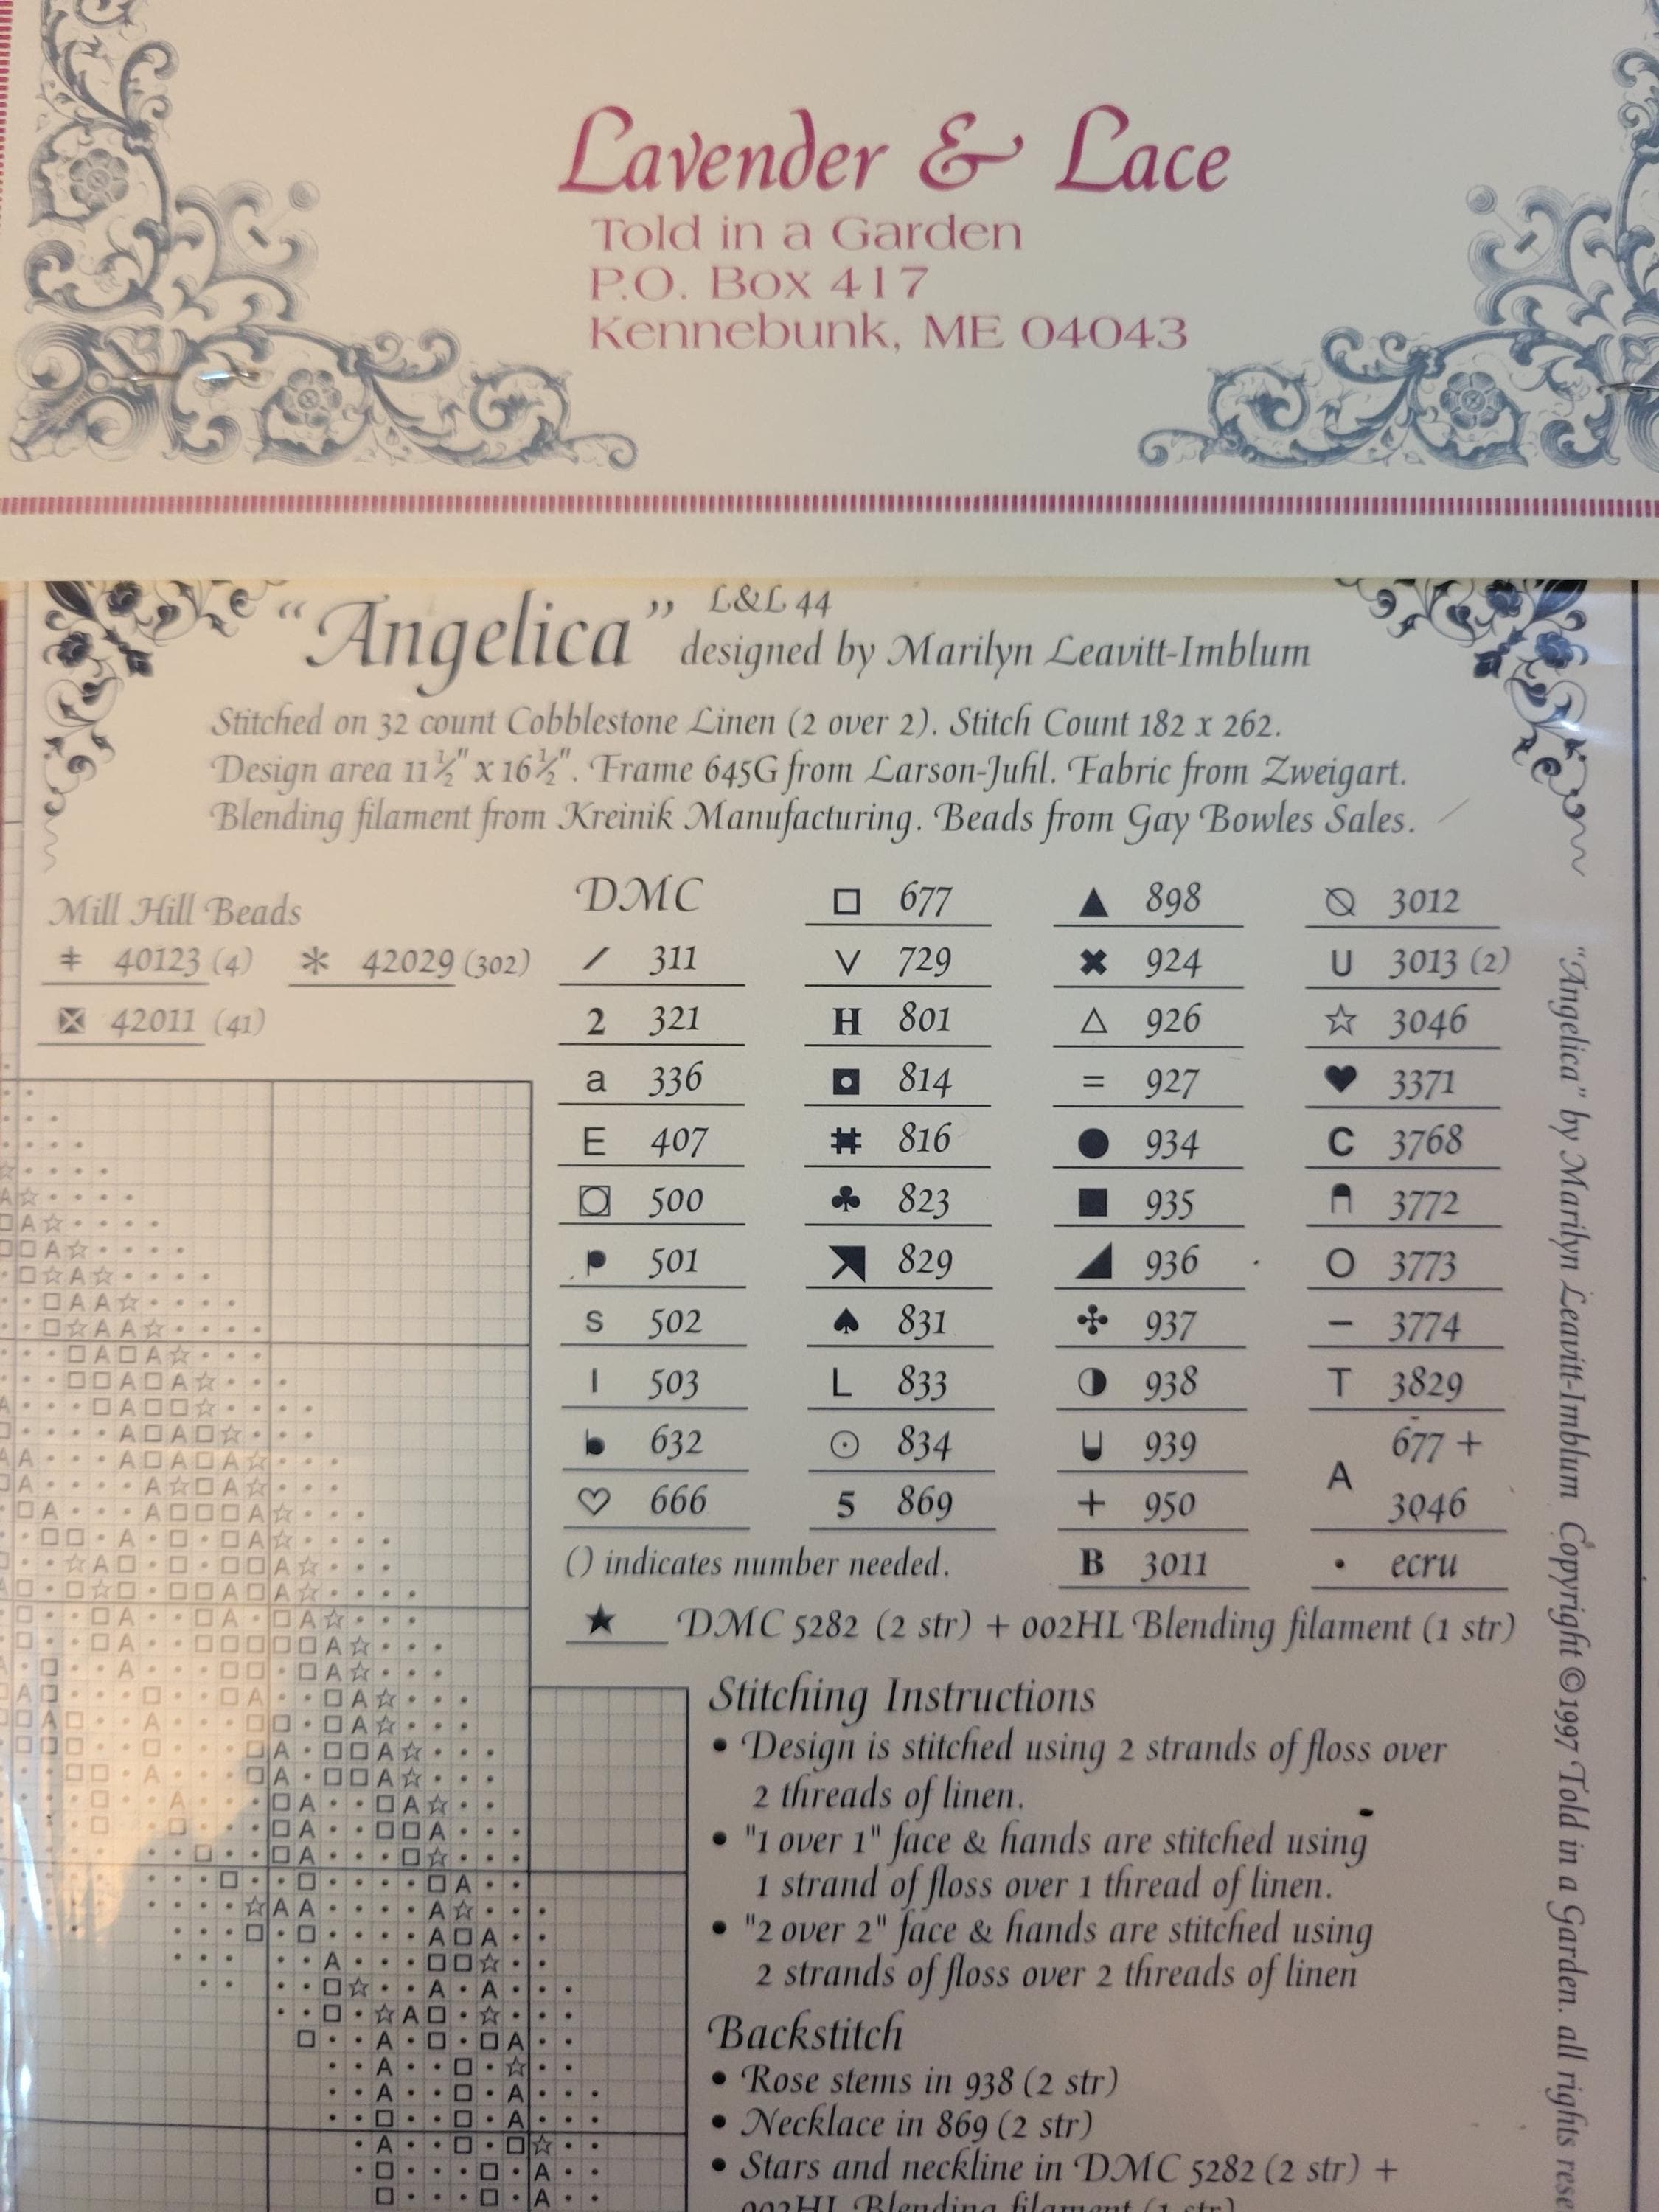 Lavender & Lace
Told in a Garden
P.O. Box 417
Kennebunk, ME 04043
"Angelica" L&L 44
designed by Marilyn Leavitt-Imblum
Stitched on 32 count Cobblestone Linen (2 over 2). Stitch Count 182 x 262.
Design area 11½" x 16½". Frame 645G from Larson-Juhl. Fabric from Zweigart.
Blending filament from Kreinik Manufacturing. Beads from Gay Bowles Sales.
Mill Hill Beads
ǂ 40123 (4) * 42029 (302)
⊠ 42011 (41)
DMC
/ 311
2 321
a 336
E 407
500
501
s 502
I 503
632
♡ 666
() indicates number needed.
□ 677
V 729
H 801
◘ 814
# 816
♣ 823
829
♠ 831
L 833
⊙ 834
5 869
▲ 898
✖ 924
△ 926
= 927
● 934
■ 935
◢ 936
✣ 937
◑ 938
939
+ 950
B 3011
⦰ 3012
U 3013 (2)
☆ 3046
♥ 3371
C 3768
3772
O 3773
– 3774
T 3829
A 677 +
3046
• ecru
★ DMC 5282 (2 str) + 002HL Blending filament (1 str)
Stitching Instructions
• Design is stitched using 2 strands of floss over
2 threads of linen.
• "1 over 1" face & hands are stitched using
1 strand of floss over 1 thread of linen.
• "2 over 2" face & hands are stitched using
2 strands of floss over 2 threads of linen
Backstitch
• Rose stems in 938 (2 str)
• Necklace in 869 (2 str)
• Stars and neckline in DMC 5282 (2 str) +
002HL Blending filament (1 str)
"Angelica" by Marilyn Leavitt-Imblum Copyright ©1997 Told in a Garden. all rights rese